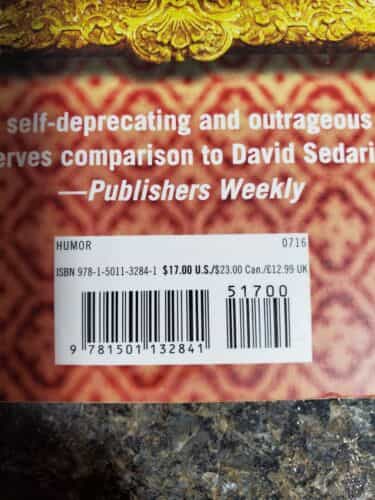 self-deprecating and outrageous
erves comparison to David Sedari
—Publishers Weekly
HUMOR 0716
ISBN 978-1-5011-3284-1 $17.00 U.S./$23.00 Can./£12.99 UK
51700
9 781501 132841